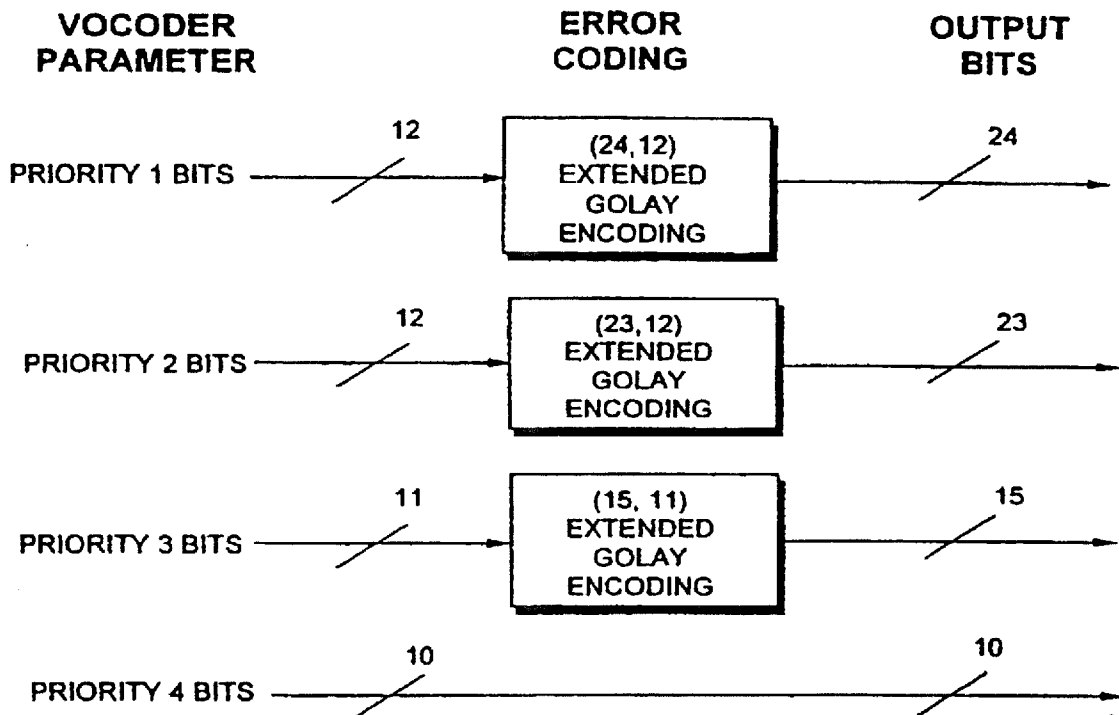 VOCODER
PARAMETER
ERROR
CODING
OUTPUT
BITS
PRIORITY 1 BITS
12
(24,12)
EXTENDED
GOLAY
ENCODING
24
PRIORITY 2 BITS
12
(23,12)
EXTENDED
GOLAY
ENCODING
23
PRIORITY 3 BITS
11
(15, 11)
EXTENDED
GOLAY
ENCODING
15
PRIORITY 4 BITS
10
10